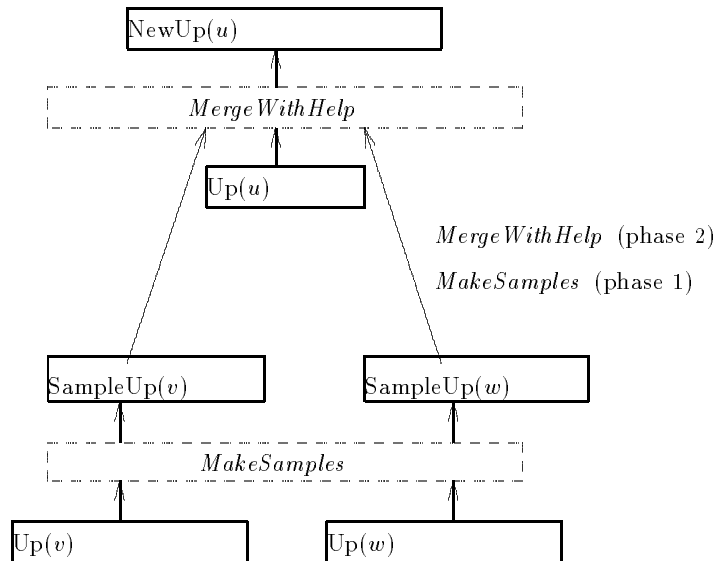 NewUp(u)
MergeWithHelp
Up(u)
MergeWithHelp (phase 2)
MakeSamples (phase 1)
SampleUp(v) SampleUp(w)
MakeSamples
Up(v) Up(w)